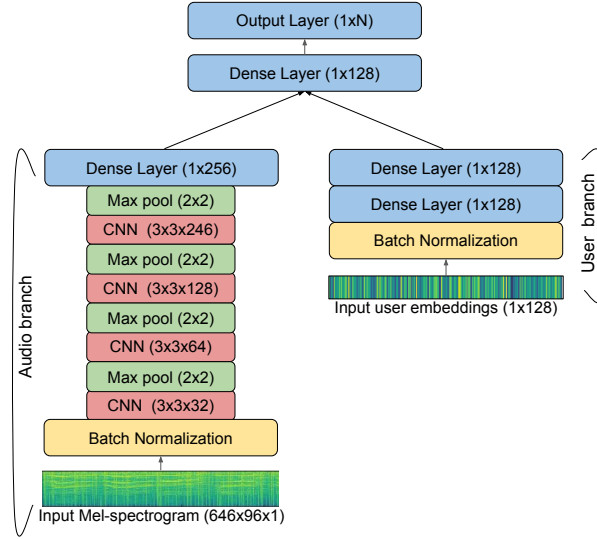 Output Layer (1xN)
Dense Layer (1x128)
Audio branch
Dense Layer (1x256)
Max pool (2x2)
CNN (3x3x246)
Max pool (2x2)
CNN (3x3x128)
Max pool (2x2)
CNN (3x3x64)
Max pool (2x2)
CNN (3x3x32)
Batch Normalization
Input Mel-spectrogram (646x96x1)
Dense Layer (1x128)
Dense Layer (1x128)
Batch Normalization
Input user embeddings (1x128)
User branch